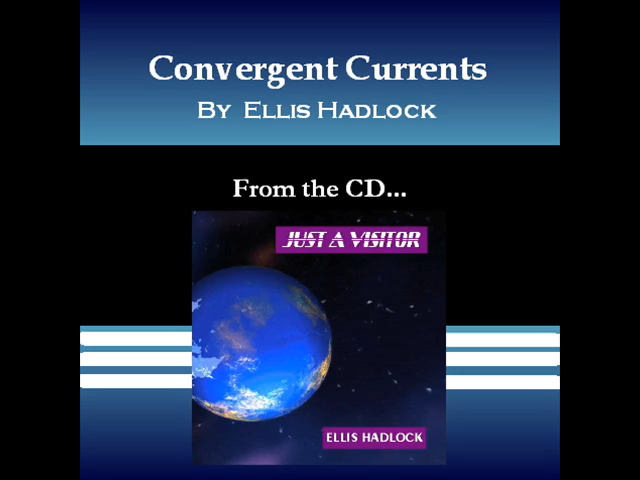 Convergent Currents
By Ellis Hadlock
From the CD...
JUST A VISITOR
ELLIS HADLOCK